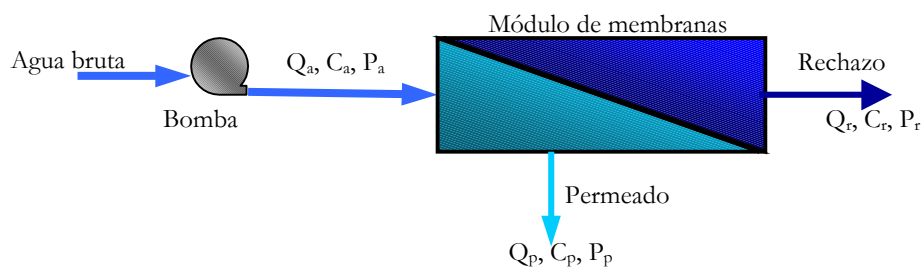 Módulo de membranas
Agua bruta
Qa, Ca, Pa
Rechazo
Bomba
Qr, Cr, Pr
Permeado
Qp, Cp, Pp